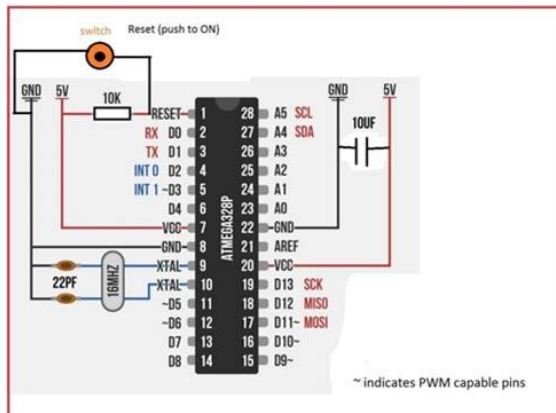 switch Reset (push to ON)
GND 5V 10K
GND 5V
10UF
RESET 1 28 A5 SCL
RX D0 2 27 A4 SDA
TX D1 3 26 A3
INT 0 D2 4 25 A2
INT 1 ~D3 5 24 A1
D4 6 23 A0
VCC 7 22 GND
GND 8 21 AREF
XTAL 9 20 VCC
XTAL 10 19 D13 SCK
~D5 11 18 D12 MISO
~D6 12 17 D11~ MOSI
D7 13 16 D10~
D8 14 15 D9~
ATMEGA328P
22PF
16MHZ
~ indicates PWM capable pins